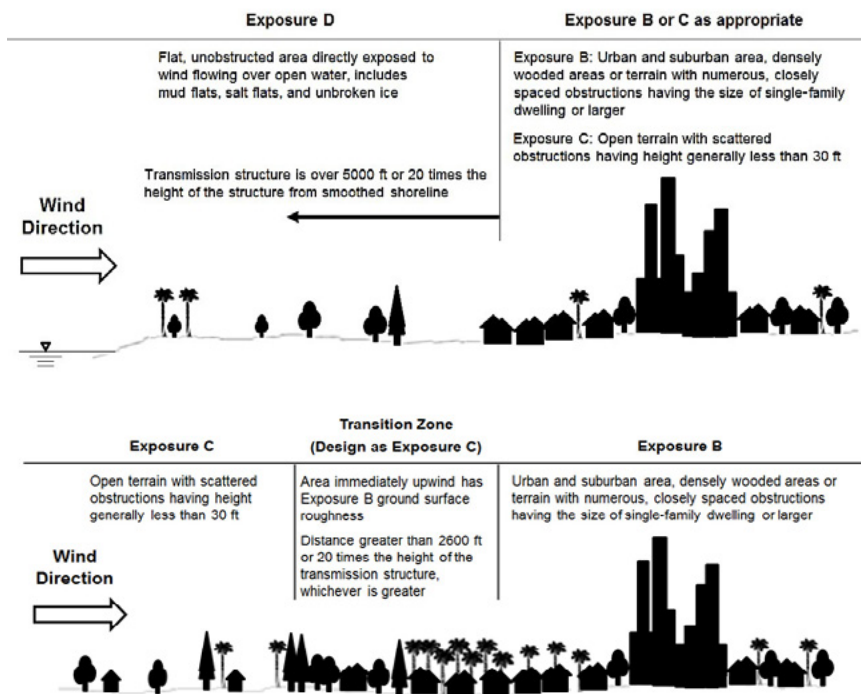 Exposure D
Exposure B or C as appropriate
Flat, unobstructed area directly exposed to
wind flowing over open water, includes
mud flats, salt flats, and unbroken ice
Exposure B: Urban and suburban area, densely
wooded areas or terrain with numerous, closely
spaced obstructions having the size of single-family
dwelling or larger
Exposure C: Open terrain with scattered
obstructions having height generally less than 30 ft
Transmission structure is over 5000 ft or 20 times the
height of the structure from smoothed shoreline
Wind
Direction
Exposure C
Transition Zone
(Design as Exposure C)
Exposure B
Open terrain with scattered
obstructions having height
generally less than 30 ft
Area immediately upwind has
Exposure B ground surface
roughness
Distance greater than 2600 ft
or 20 times the height of the
transmission structure,
whichever is greater
Urban and suburban area, densely wooded areas or
terrain with numerous, closely spaced obstructions
having the size of single-family dwelling or larger
Wind
Direction